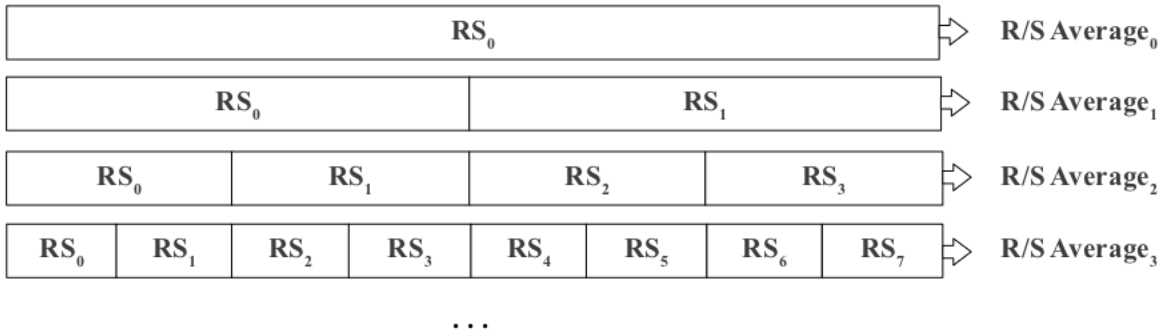 RS₀ R/S Average₀
RS₀ RS₁ R/S Average₁
RS₀ RS₁ RS₂ RS₃ R/S Average₂
RS₀ RS₁ RS₂ RS₃ RS₄ RS₅ RS₆ RS₇ R/S Average₃
...